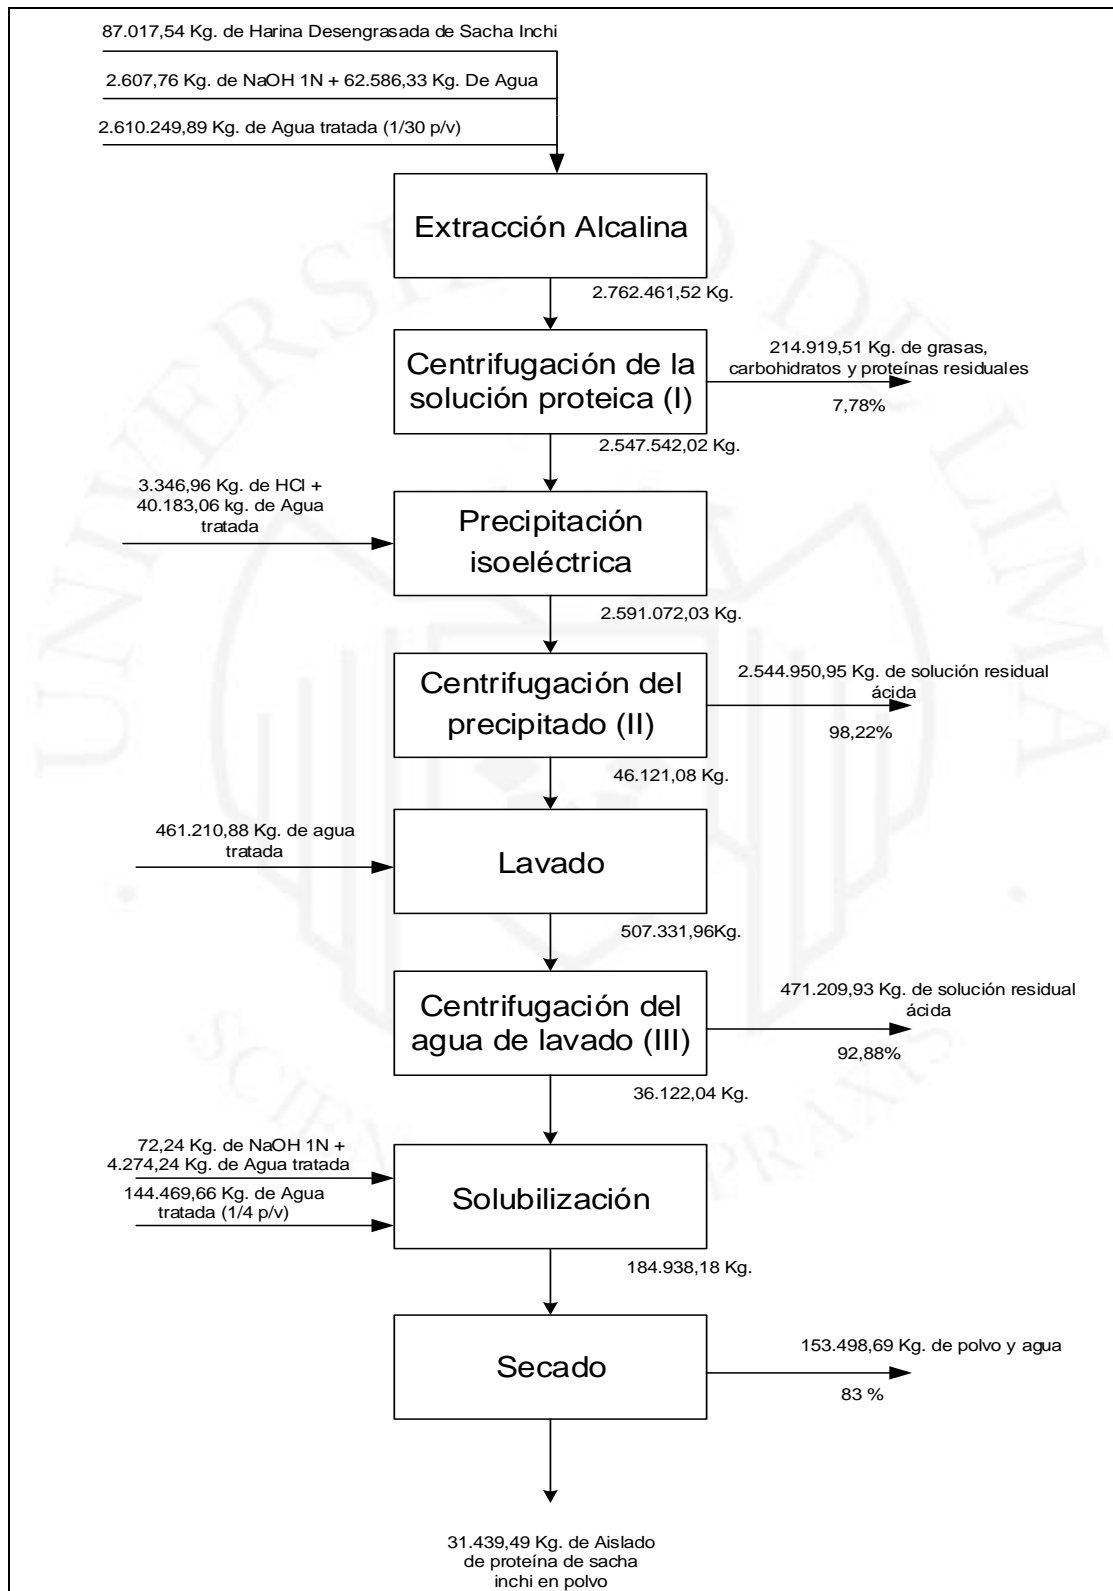 87.017,54 Kg. de Harina Desengrasada de Sacha Inchi
2.607,76 Kg. de NaOH 1N + 62.586,33 Kg. De Agua
2.610.249,89 Kg. de Agua tratada (1/30 p/v)
Extracción Alcalina
2.762.461,52 Kg.
Centrifugación de la
solución proteica (I)
214.919,51 Kg. de grasas,
carbohidratos y proteínas residuales
7,78%
2.547.542,02 Kg.
3.346,96 Kg. de HCl +
40.183,06 kg. de Agua
tratada
Precipitación
isoeléctrica
2.591.072,03 Kg.
Centrifugación del
precipitado (II)
2.544.950,95 Kg. de solución residual
ácida
98,22%
46.121,08 Kg.
461.210,88 Kg. de agua
tratada
Lavado
507.331,96Kg.
Centrifugación del
agua de lavado (III)
471.209,93 Kg. de solución residual
ácida
92,88%
36.122,04 Kg.
72,24 Kg. de NaOH 1N +
4.274,24 Kg. de Agua tratada
144.469,66 Kg. de Agua
tratada (1/4 p/v)
Solubilización
184.938,18 Kg.
Secado
153.498,69 Kg. de polvo y agua
83 %
31.439,49 Kg. de Aislado
de proteína de sacha
inchi en polvo
UNIVERSIDAD DE LIMA
SCIENTIA ET PRAXIS